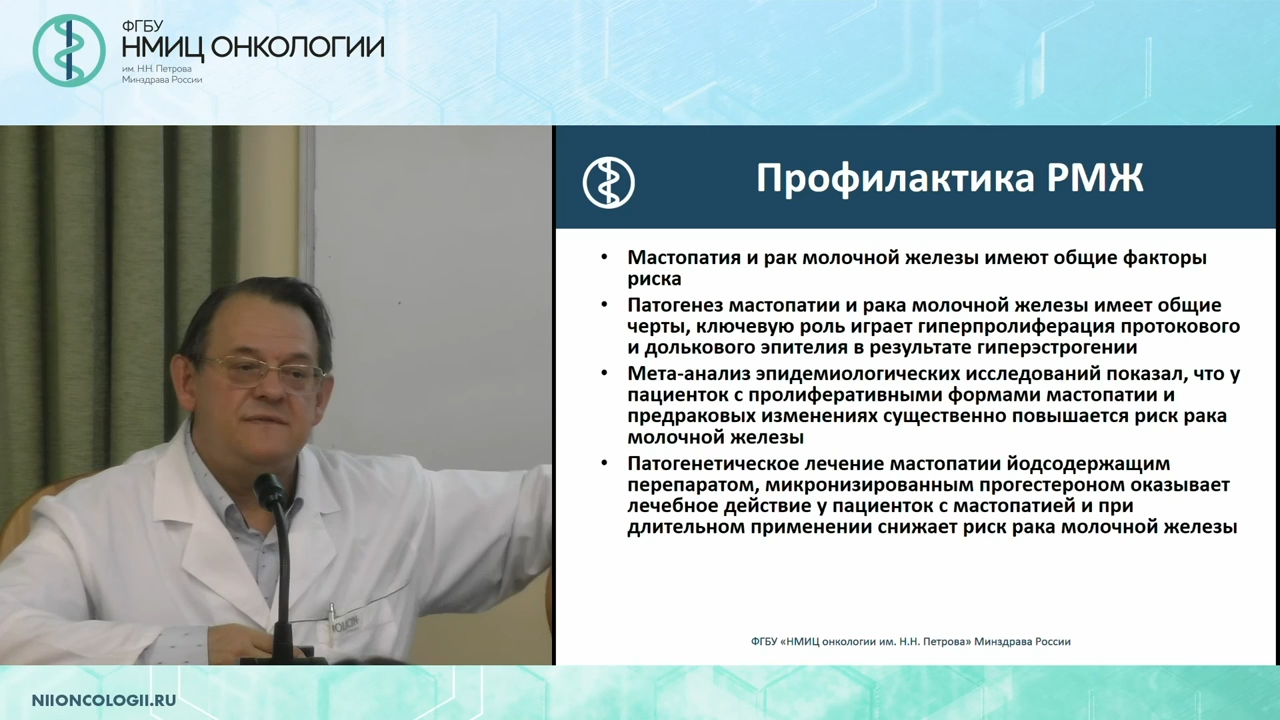 ФГБУ
НМИЦ ОНКОЛОГИИ
им. Н.Н. Петрова
Минздрава России
Профилактика РМЖ
• Мастопатия и рак молочной железы имеют общие факторы
риска
• Патогенез мастопатии и рака молочной железы имеет общие
черты, ключевую роль играет гиперпролиферация протокового
и долькового эпителия в результате гиперэстрогении
• Мета-анализ эпидемиологических исследований показал, что у
пациенток с пролиферативными формами мастопатии и
предраковых изменениях существенно повышается риск рака
молочной железы
• Патогенетическое лечение мастопатии йодсодержащим
перепаратом, микронизированным прогестероном оказывает
лечебное действие у пациенток с мастопатией и при
длительном применении снижает риск рака молочной железы
ФГБУ «НМИЦ онкологии им. Н.Н. Петрова» Минздрава России
NIIONCOLOGII.RU